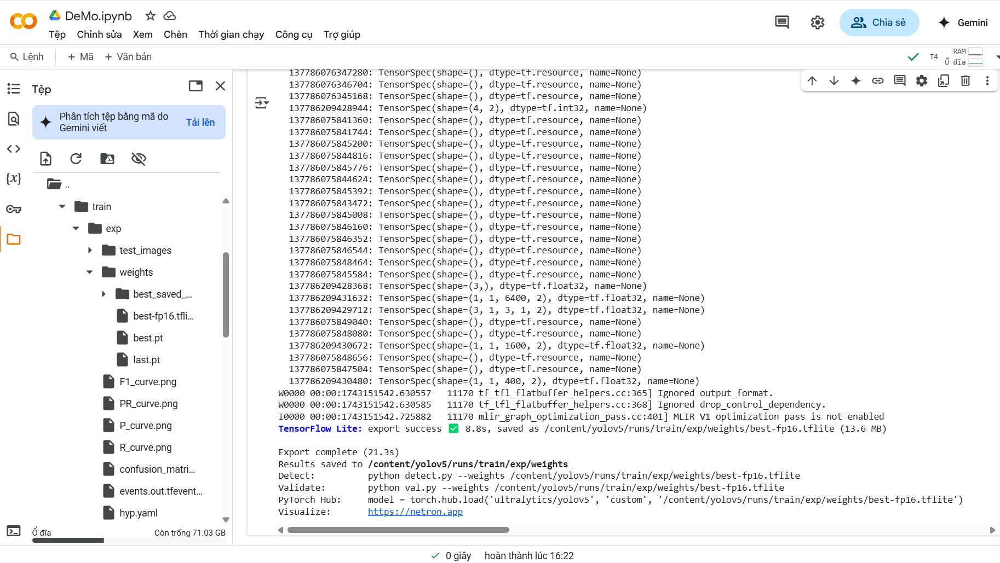 DeMo.ipynb
Tệp Chỉnh sửa Xem Chèn Thời gian chạy Công cụ Trợ giúp
Chia sẻ
Gemini
Lệnh + Mã + Văn bản
T4
RAM
Ổ đĩa
Tệp
Phân tích tệp bằng mã do
Gemini viết
Tải lên
..
train
exp
test_images
weights
best_saved_...
best-fp16.tfli...
best.pt
last.pt
F1_curve.png
PR_curve.png
P_curve.png
R_curve.png
confusion_matri...
events.out.tfevent...
hyp.yaml
Ổ đĩa
Còn trống 71.03 GB
137786076347280: TensorSpec(shape=(), dtype=tf.resource, name=None)
137786076346704: TensorSpec(shape=(), dtype=tf.resource, name=None)
137786076345168: TensorSpec(shape=(), dtype=tf.resource, name=None)
137786209428944: TensorSpec(shape=(4, 2), dtype=tf.int32, name=None)
137786075841360: TensorSpec(shape=(), dtype=tf.resource, name=None)
137786075841744: TensorSpec(shape=(), dtype=tf.resource, name=None)
137786075845200: TensorSpec(shape=(), dtype=tf.resource, name=None)
137786075844816: TensorSpec(shape=(), dtype=tf.resource, name=None)
137786075845776: TensorSpec(shape=(), dtype=tf.resource, name=None)
137786075844624: TensorSpec(shape=(), dtype=tf.resource, name=None)
137786075845392: TensorSpec(shape=(), dtype=tf.resource, name=None)
137786075843472: TensorSpec(shape=(), dtype=tf.resource, name=None)
137786075845008: TensorSpec(shape=(), dtype=tf.resource, name=None)
137786075846160: TensorSpec(shape=(), dtype=tf.resource, name=None)
137786075846352: TensorSpec(shape=(), dtype=tf.resource, name=None)
137786075846544: TensorSpec(shape=(), dtype=tf.resource, name=None)
137786075848464: TensorSpec(shape=(), dtype=tf.resource, name=None)
137786075845584: TensorSpec(shape=(), dtype=tf.resource, name=None)
137786209428368: TensorSpec(shape=(3,), dtype=tf.float32, name=None)
137786209431632: TensorSpec(shape=(1, 1, 6400, 2), dtype=tf.float32, name=None)
137786209429712: TensorSpec(shape=(3, 1, 3, 1, 2), dtype=tf.float32, name=None)
137786075849040: TensorSpec(shape=(), dtype=tf.resource, name=None)
137786075848080: TensorSpec(shape=(), dtype=tf.resource, name=None)
137786209430672: TensorSpec(shape=(1, 1, 1600, 2), dtype=tf.float32, name=None)
137786075848656: TensorSpec(shape=(), dtype=tf.resource, name=None)
137786075847504: TensorSpec(shape=(), dtype=tf.resource, name=None)
137786209430480: TensorSpec(shape=(1, 1, 400, 2), dtype=tf.float32, name=None)
W0000 00:00:1743151542.630557 11170 tf_tfl_flatbuffer_helpers.cc:365] Ignored output_format.
W0000 00:00:1743151542.630585 11170 tf_tfl_flatbuffer_helpers.cc:368] Ignored drop_control_dependency.
I0000 00:00:1743151542.725882 11170 mlir_graph_optimization_pass.cc:401] MLIR V1 optimization pass is not enabled
TensorFlow Lite: export success ✅ 8.8s, saved as /content/yolov5/runs/train/exp/weights/best-fp16.tflite (13.6 MB)
Export complete (21.3s)
Results saved to /content/yolov5/runs/train/exp/weights
Detect: python detect.py --weights /content/yolov5/runs/train/exp/weights/best-fp16.tflite
Validate: python val.py --weights /content/yolov5/runs/train/exp/weights/best-fp16.tflite
PyTorch Hub: model = torch.hub.load('ultralytics/yolov5', 'custom', '/content/yolov5/runs/train/exp/weights/best-fp16.tflite')
Visualize: https://netron.app
0 giây hoàn thành lúc 16:22